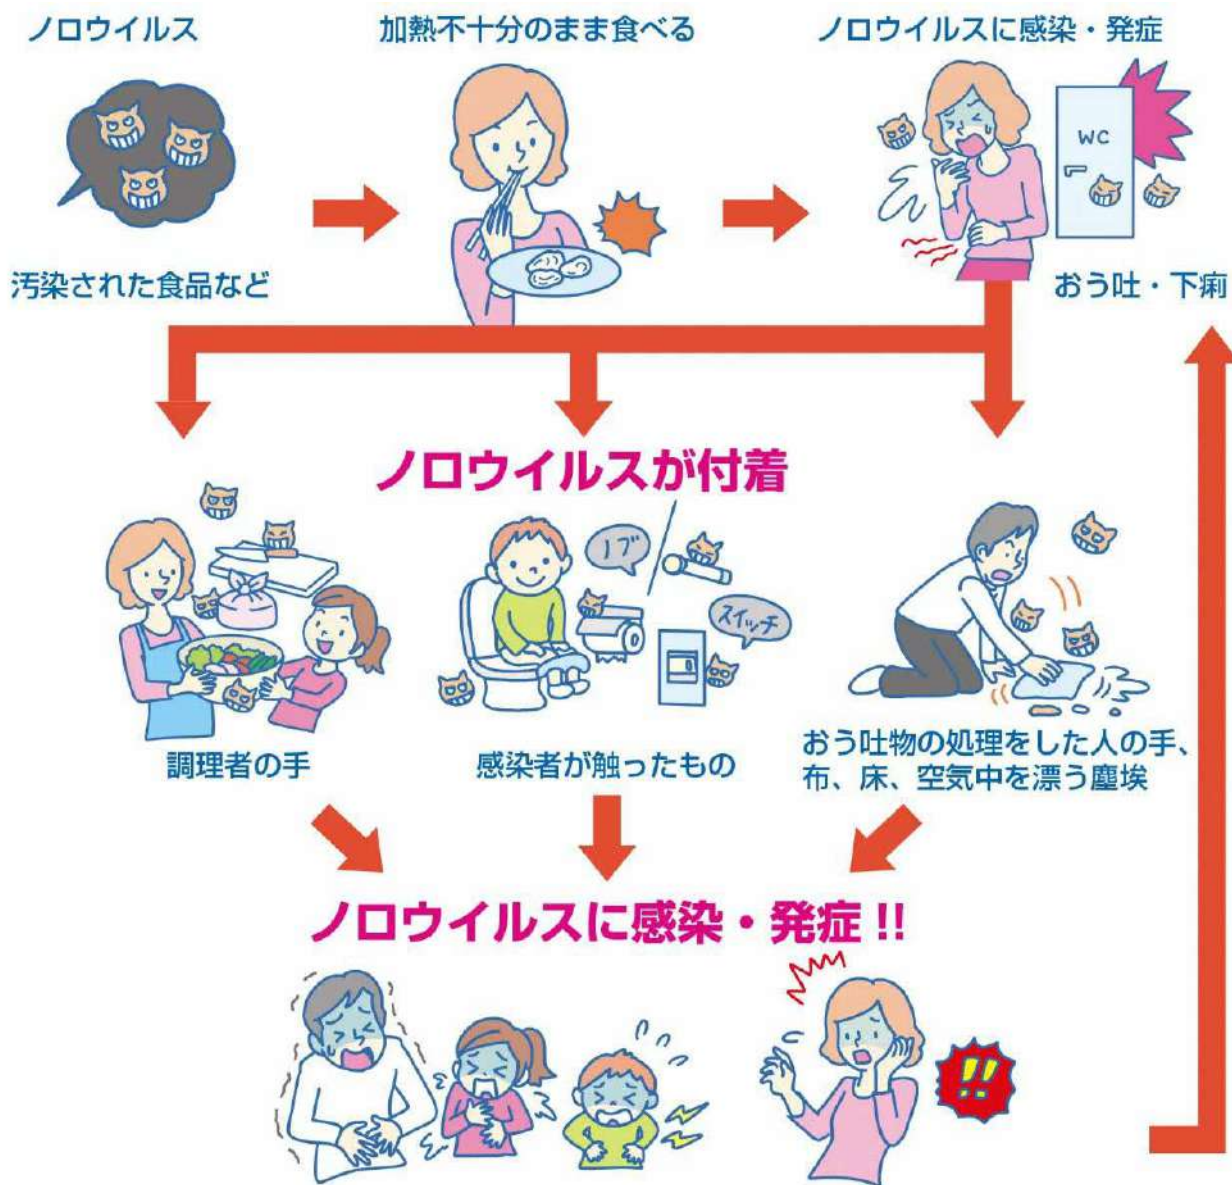 ノロウイルス
加熱不十分のまま食べる
ノロウイルスに感染・発症
WC
汚染された食品など
おう吐・下痢
ノロウイルスが付着
ノブ
スイッチ
調理者の手
感染者が触ったもの
おう吐物の処理をした人の手、
布、床、空気中を漂う塵埃
ノロウイルスに感染・発症!!
!!